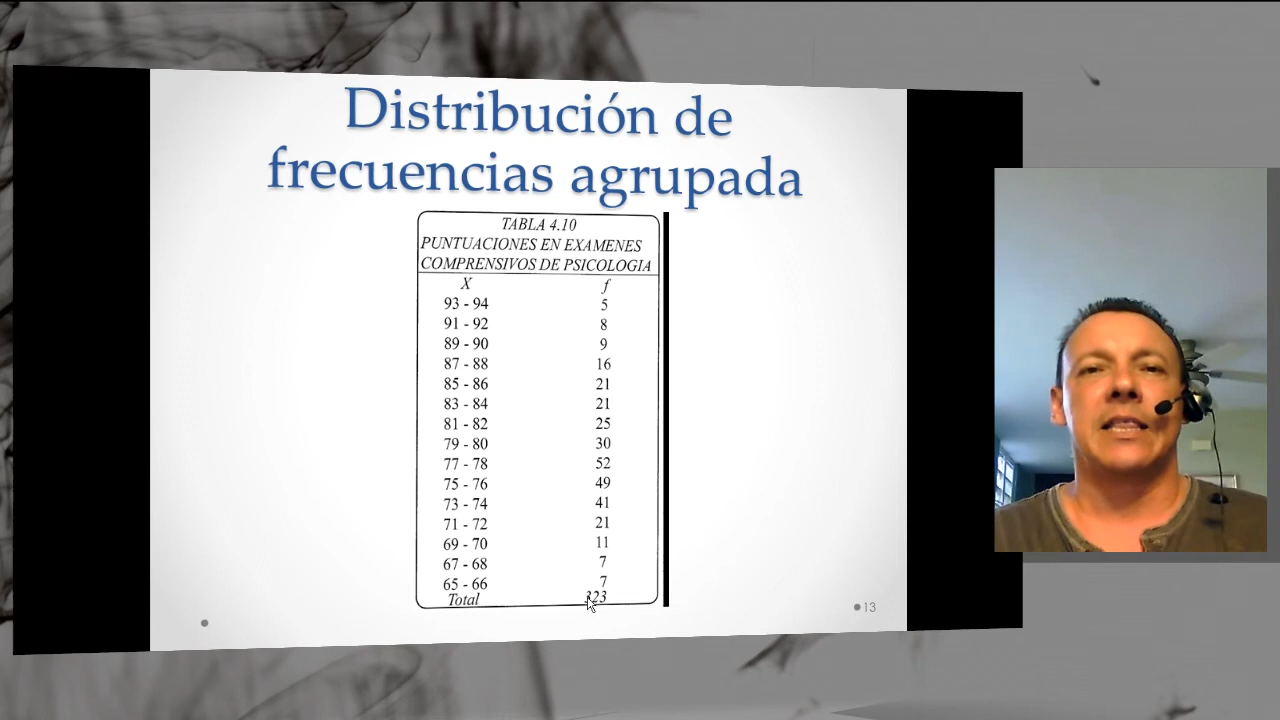 Distribución de
frecuencias agrupada
TABLA 4.10
PUNTUACIONES EN EXAMENES
COMPRENSIVOS DE PSICOLOGIA
X f
93 - 94 5
91 - 92 8
89 - 90 9
87 - 88 16
85 - 86 21
83 - 84 21
81 - 82 25
79 - 80 30
77 - 78 52
75 - 76 49
73 - 74 41
71 - 72 21
69 - 70 11
67 - 68 7
65 - 66 7
Total 323
13